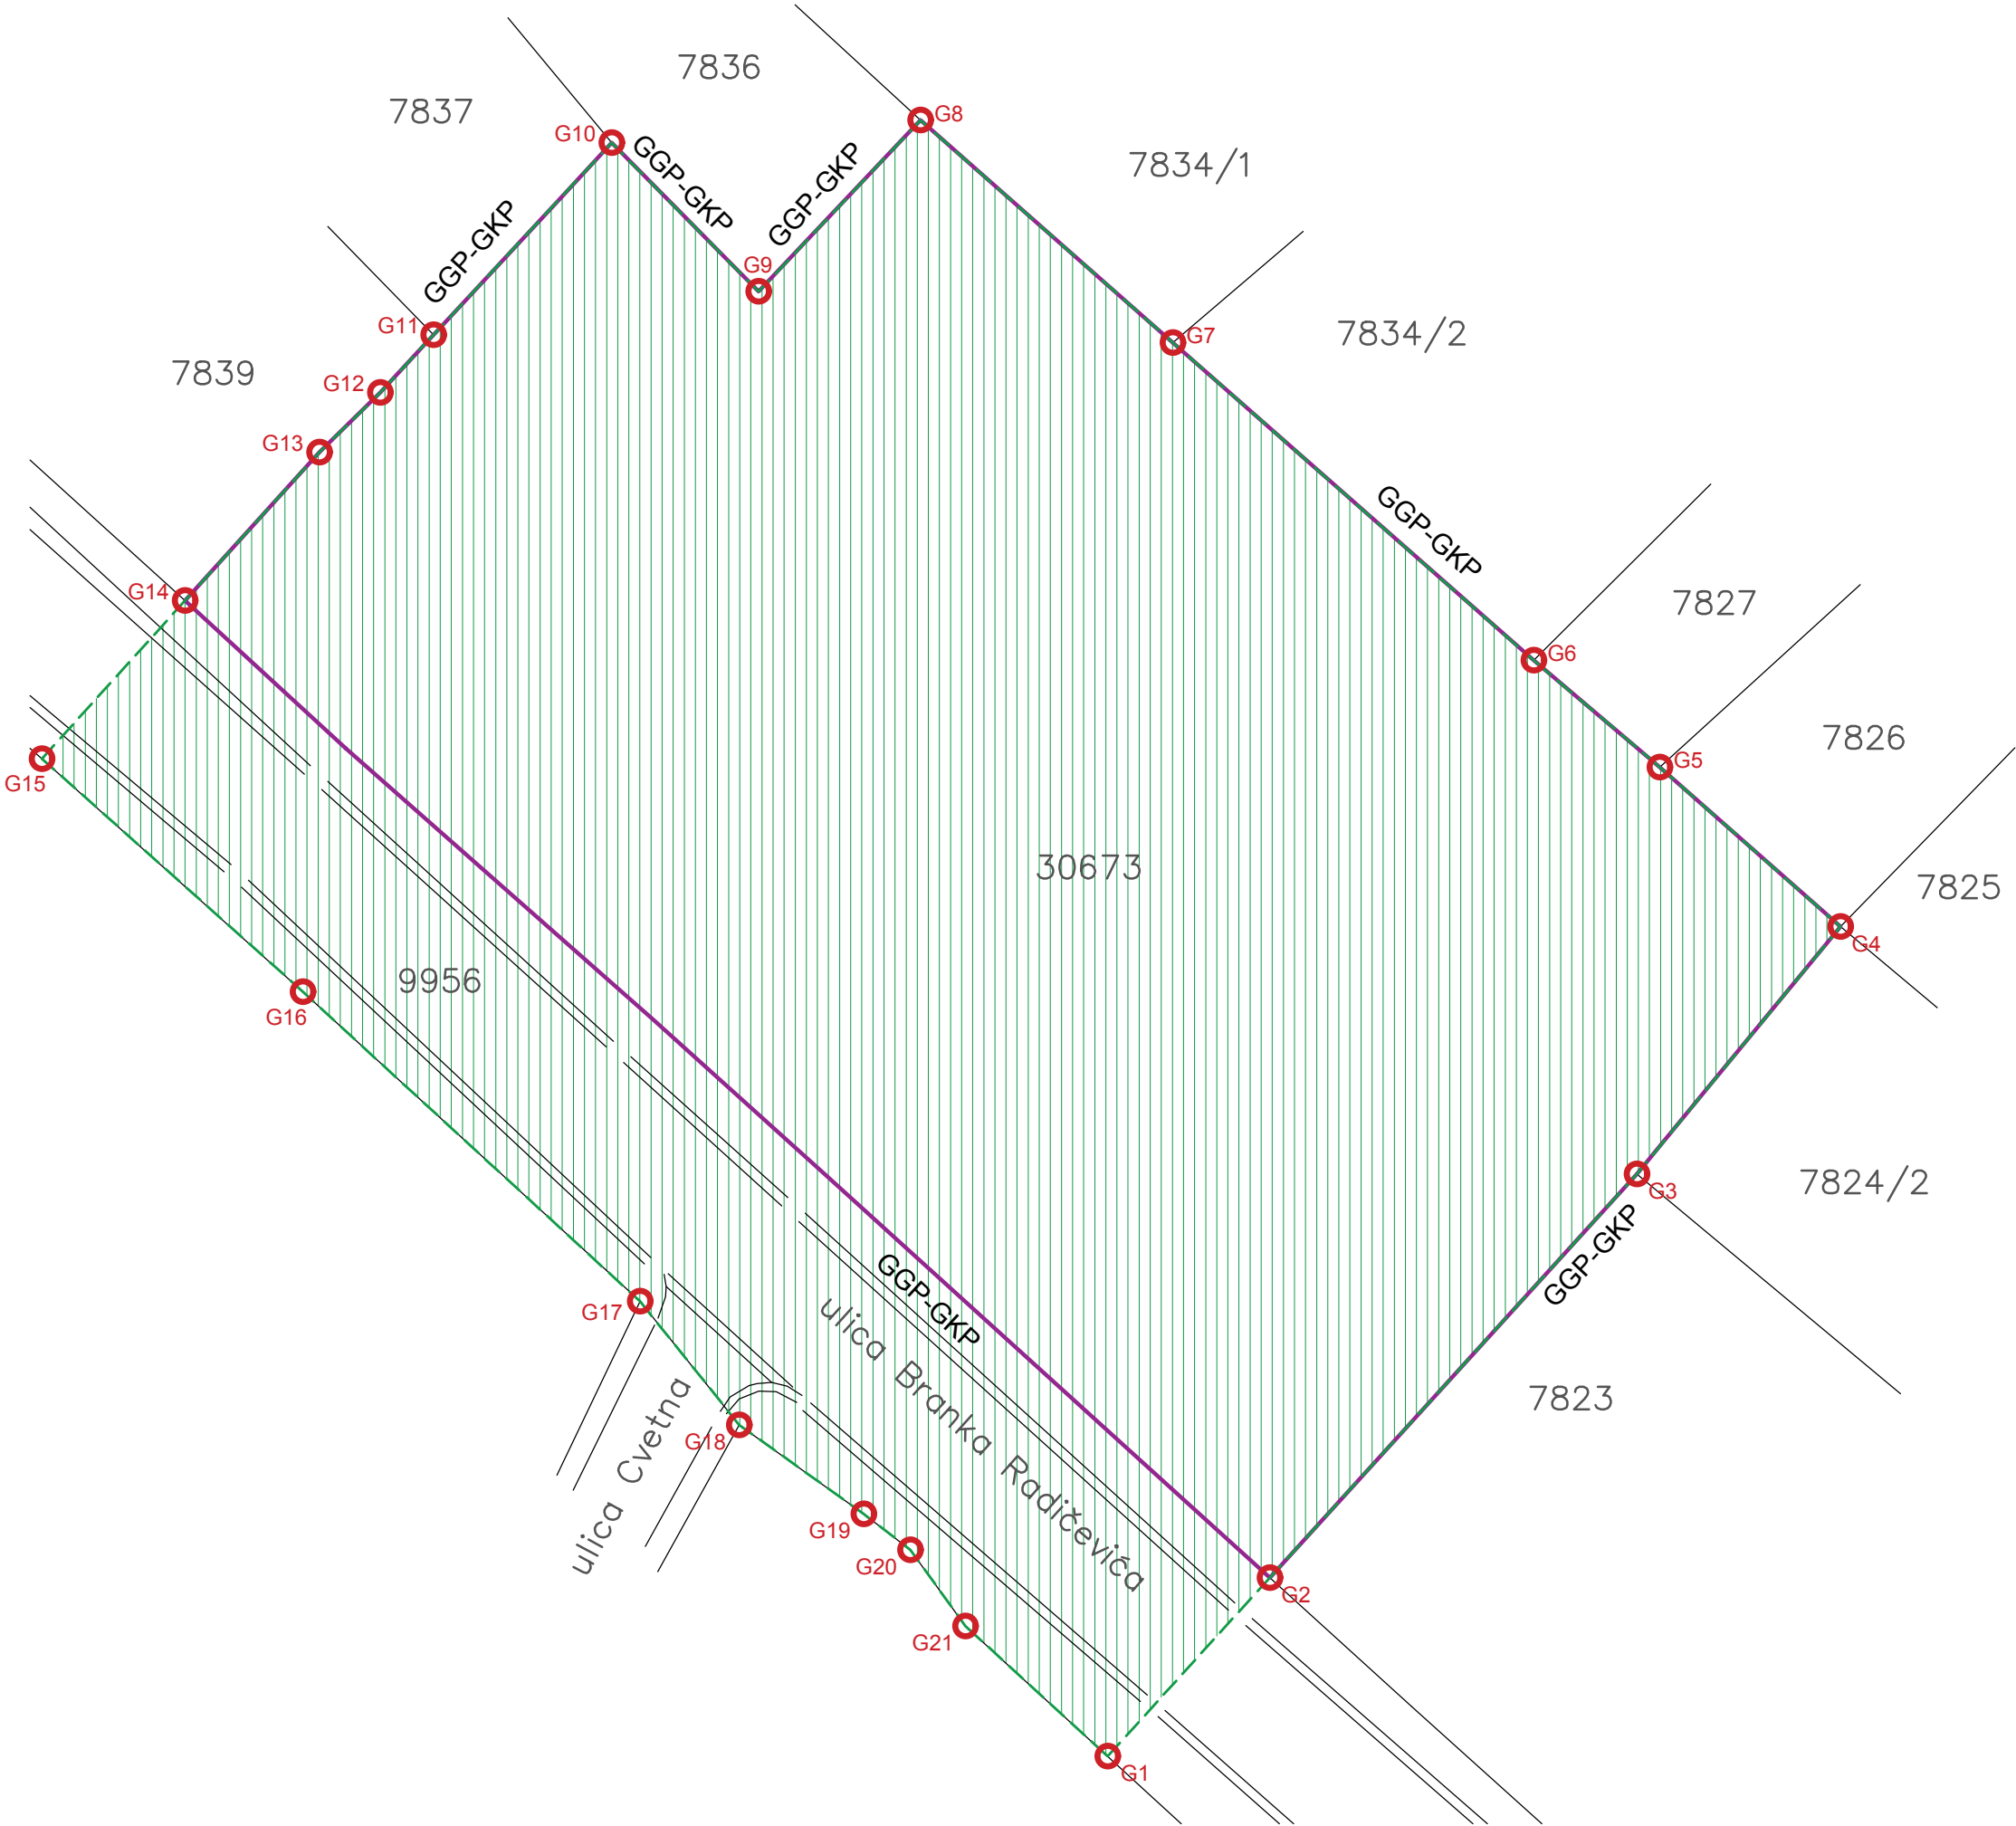 7836
G8
7837
G10
GGP-GKP
GGP-GKP
7834/1
GGP-GKP
G9
G11
7834/2
G7
7839
G12
G13
GGP-GKP
G14
7827
G6
7826
G5
G15
30673
7825
G4
9956
G16
7824/2
G3
GGP-GKP
GGP-GKP
G17
ulica Branka Radičevića
7823
ulica Cvetna
G18
G19
G20
G2
G21
G1